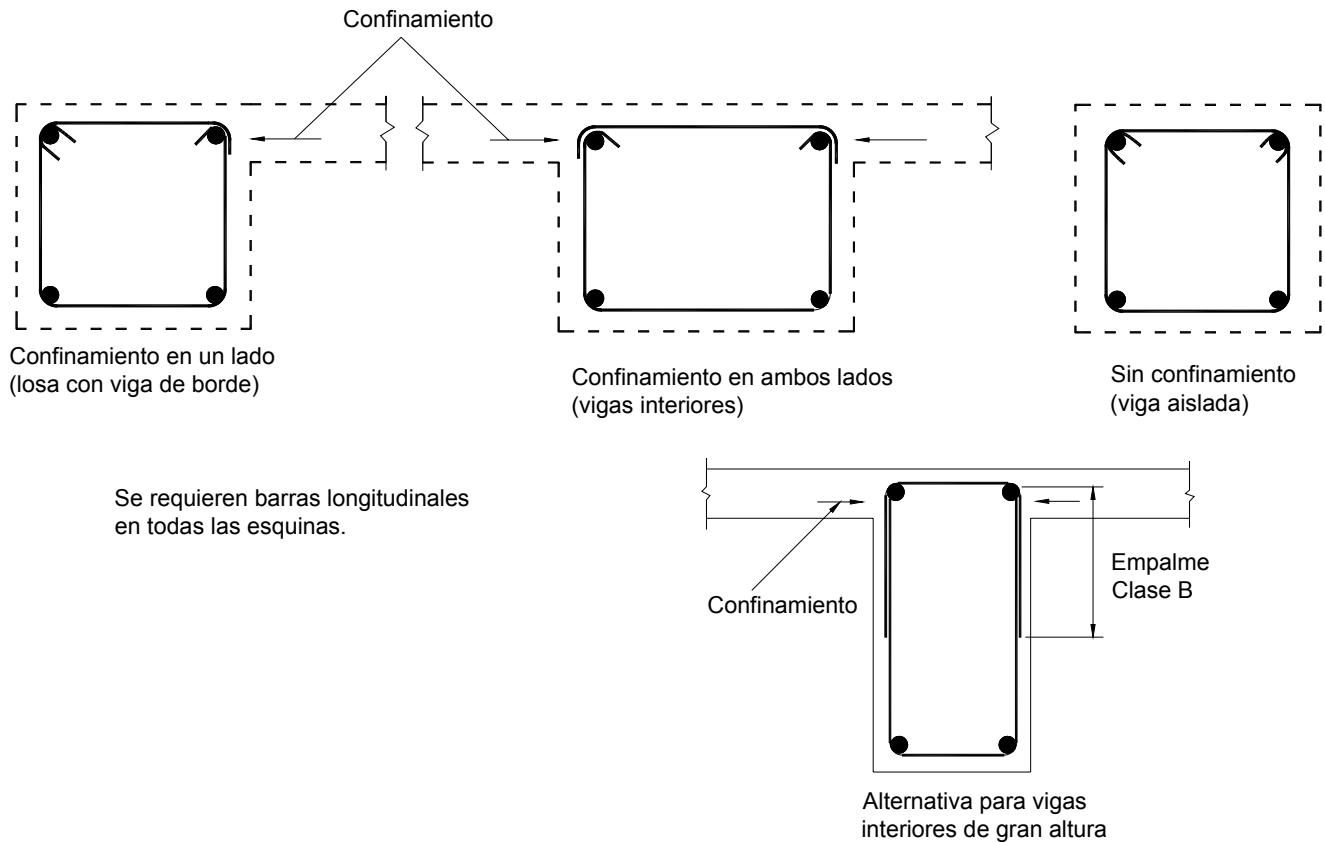 Confinamiento
Confinamiento en un lado
(losa con viga de borde)
Confinamiento en ambos lados
(vigas interiores)
Sin confinamiento
(viga aislada)
Se requieren barras longitudinales
en todas las esquinas.
Confinamiento
Empalme
Clase B
Alternativa para vigas
interiores de gran altura